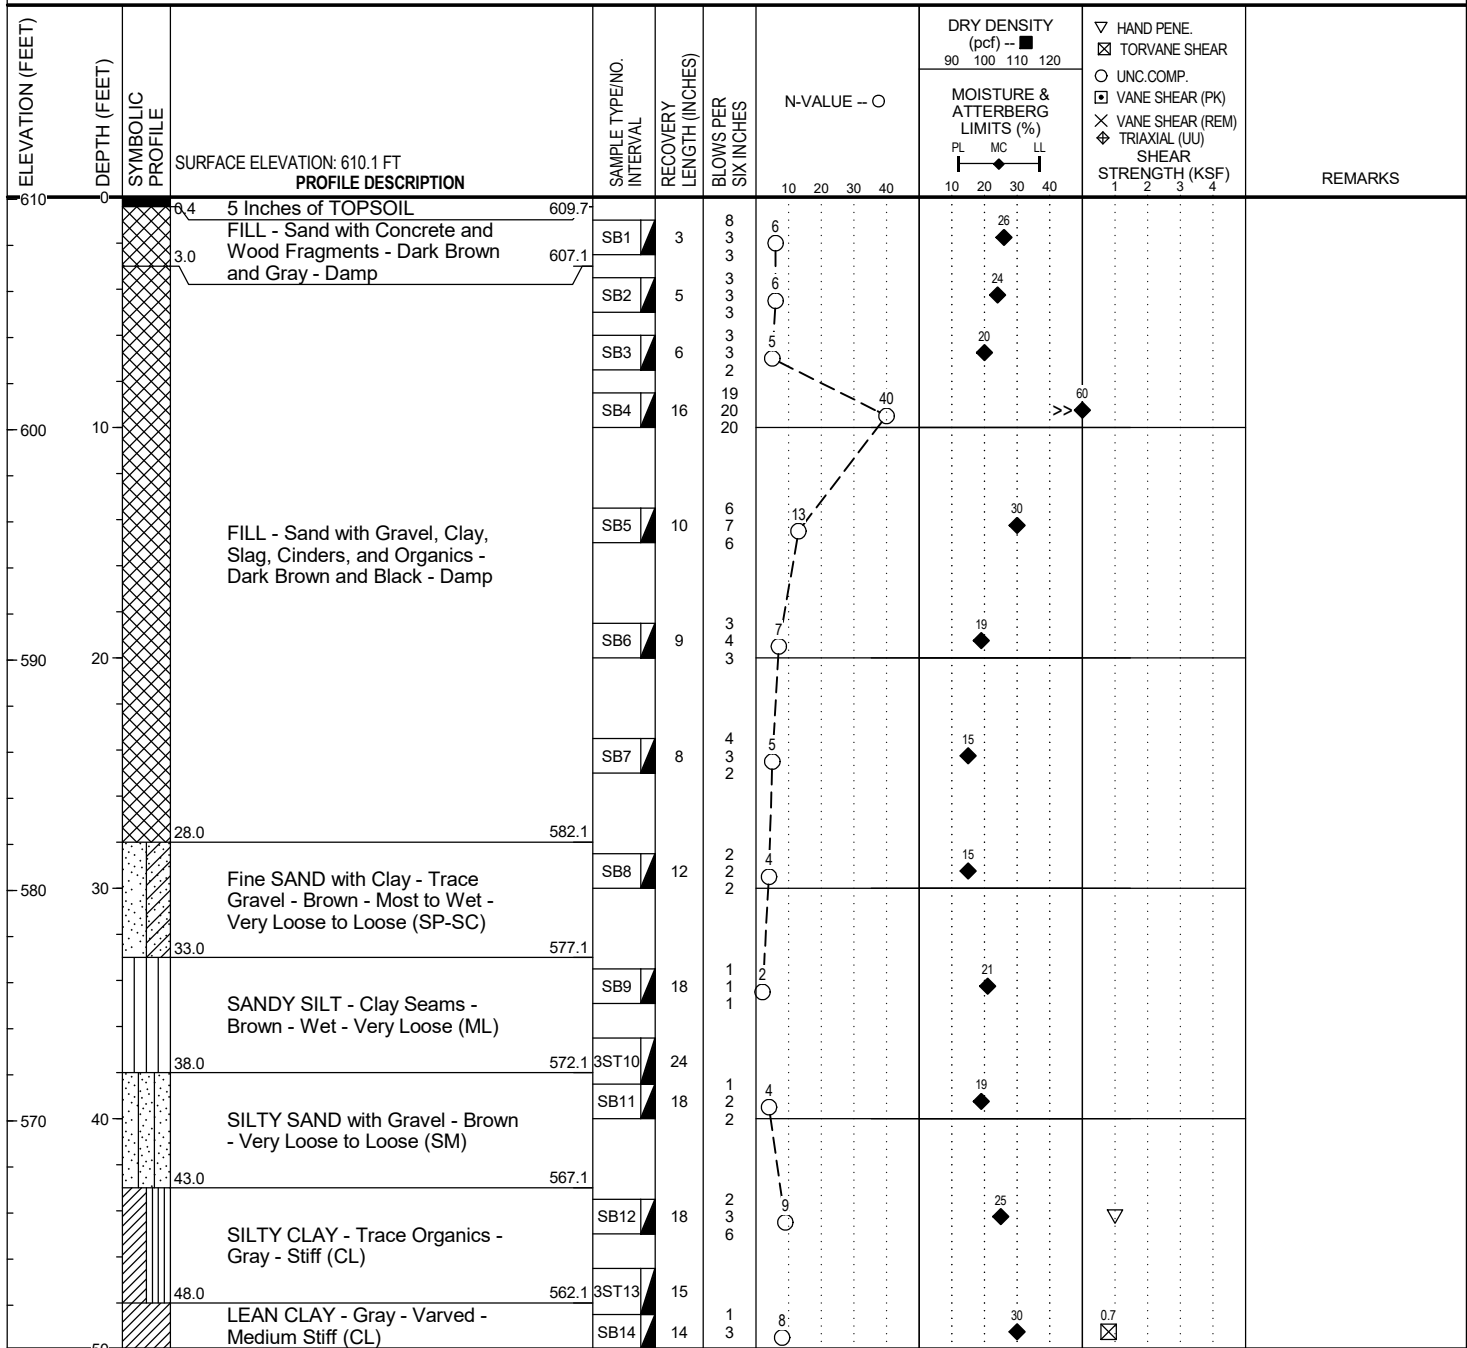 ELEVATION (FEET)
DEPTH (FEET)
SYMBOLIC
PROFILE
SURFACE ELEVATION: 610.1 FT
PROFILE DESCRIPTION
SAMPLE TYPE/NO.
INTERVAL
RECOVERY
LENGTH (INCHES)
BLOWS PER
SIX INCHES
N-VALUE -- O
10 20 30 40
DRY DENSITY
(pcf) -- ■
90 100 110 120
MOISTURE &
ATTERBERG
LIMITS (%)
PL MC LL
10 20 30 40
HAND PENE.
TORVANE SHEAR
UNC.COMP.
VANE SHEAR (PK)
VANE SHEAR (REM)
TRIAXIAL (UU)
SHEAR
STRENGTH (KSF)
1 2 3 4
REMARKS
610 0
0.4 5 Inches of TOPSOIL 609.7
FILL - Sand with Concrete and
Wood Fragments - Dark Brown
3.0 and Gray - Damp 607.1
SB1 3 8 3 3 6 26
SB2 5 3 3 3 6 24
SB3 6 3 3 2 5 20
SB4 16 19 20 20 40 >> 60
600 10
FILL - Sand with Gravel, Clay,
Slag, Cinders, and Organics -
Dark Brown and Black - Damp
SB5 10 6 7 6 13 30
SB6 9 3 4 3 7 19
590 20
SB7 8 4 3 2 5 15
28.0 582.1
SB8 12 2 2 2 4 15
580 30
Fine SAND with Clay - Trace
Gravel - Brown - Most to Wet -
Very Loose to Loose (SP-SC)
33.0 577.1
SB9 18 1 1 1 2 21
SANDY SILT - Clay Seams -
Brown - Wet - Very Loose (ML)
38.0 572.1
3ST10 24
SB11 18 1 2 2 4 19
570 40
SILTY SAND with Gravel - Brown
- Very Loose to Loose (SM)
43.0 567.1
SB12 18 2 3 6 9 25
SILTY CLAY - Trace Organics -
Gray - Stiff (CL)
48.0 562.1
3ST13 15
LEAN CLAY - Gray - Varved -
Medium Stiff (CL)
SB14 14 1 3 8 30 0.7